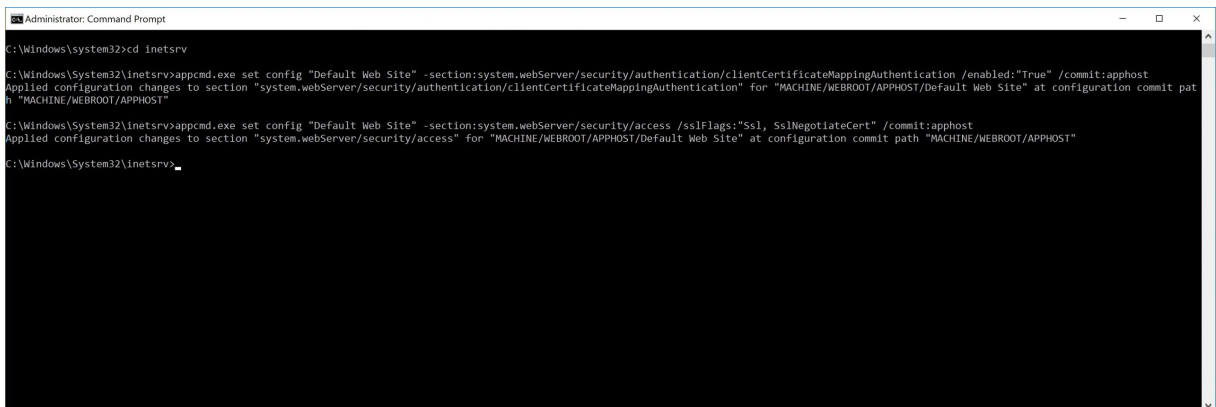 Administrator: Command Prompt
C:\Windows\system32>cd inetsrv
C:\Windows\System32\inetsrv>appcmd.exe set config "Default Web Site" -section:system.webServer/security/authentication/clientCertificateMappingAuthentication /enabled:"True" /commit:apphost
Applied configuration changes to section "system.webServer/security/authentication/clientCertificateMappingAuthentication" for "MACHINE/WEBROOT/APPHOST/Default Web Site" at configuration commit pat
h "MACHINE/WEBROOT/APPHOST"
C:\Windows\System32\inetsrv>appcmd.exe set config "Default Web Site" -section:system.webServer/security/access /sslFlags:"Ssl, SslNegotiateCert" /commit:apphost
Applied configuration changes to section "system.webServer/security/access" for "MACHINE/WEBROOT/APPHOST/Default Web Site" at configuration commit path "MACHINE/WEBROOT/APPHOST"
C:\Windows\System32\inetsrv>